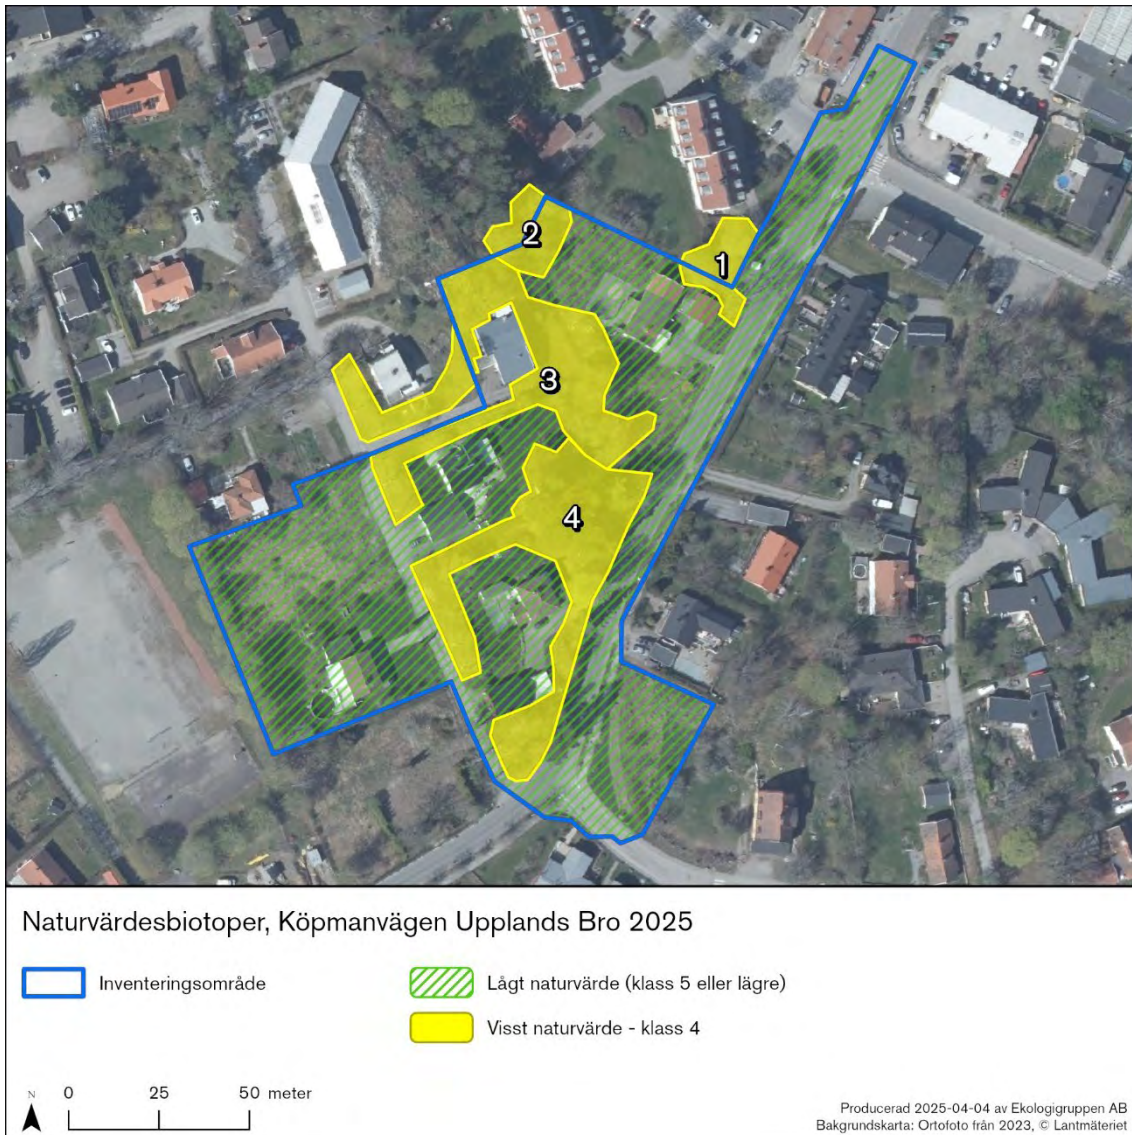 2
1
3
4
Naturvärdesbiotoper, Köpmanvägen Upplands Bro 2025
Inventeringsområde
Lågt naturvärde (klass 5 eller lägre)
Visst naturvärde - klass 4
N
0 25 50 meter
Producerad 2025-04-04 av Ekologigruppen AB
Bakgrundskarta: Ortofoto från 2023, © Lantmäteriet